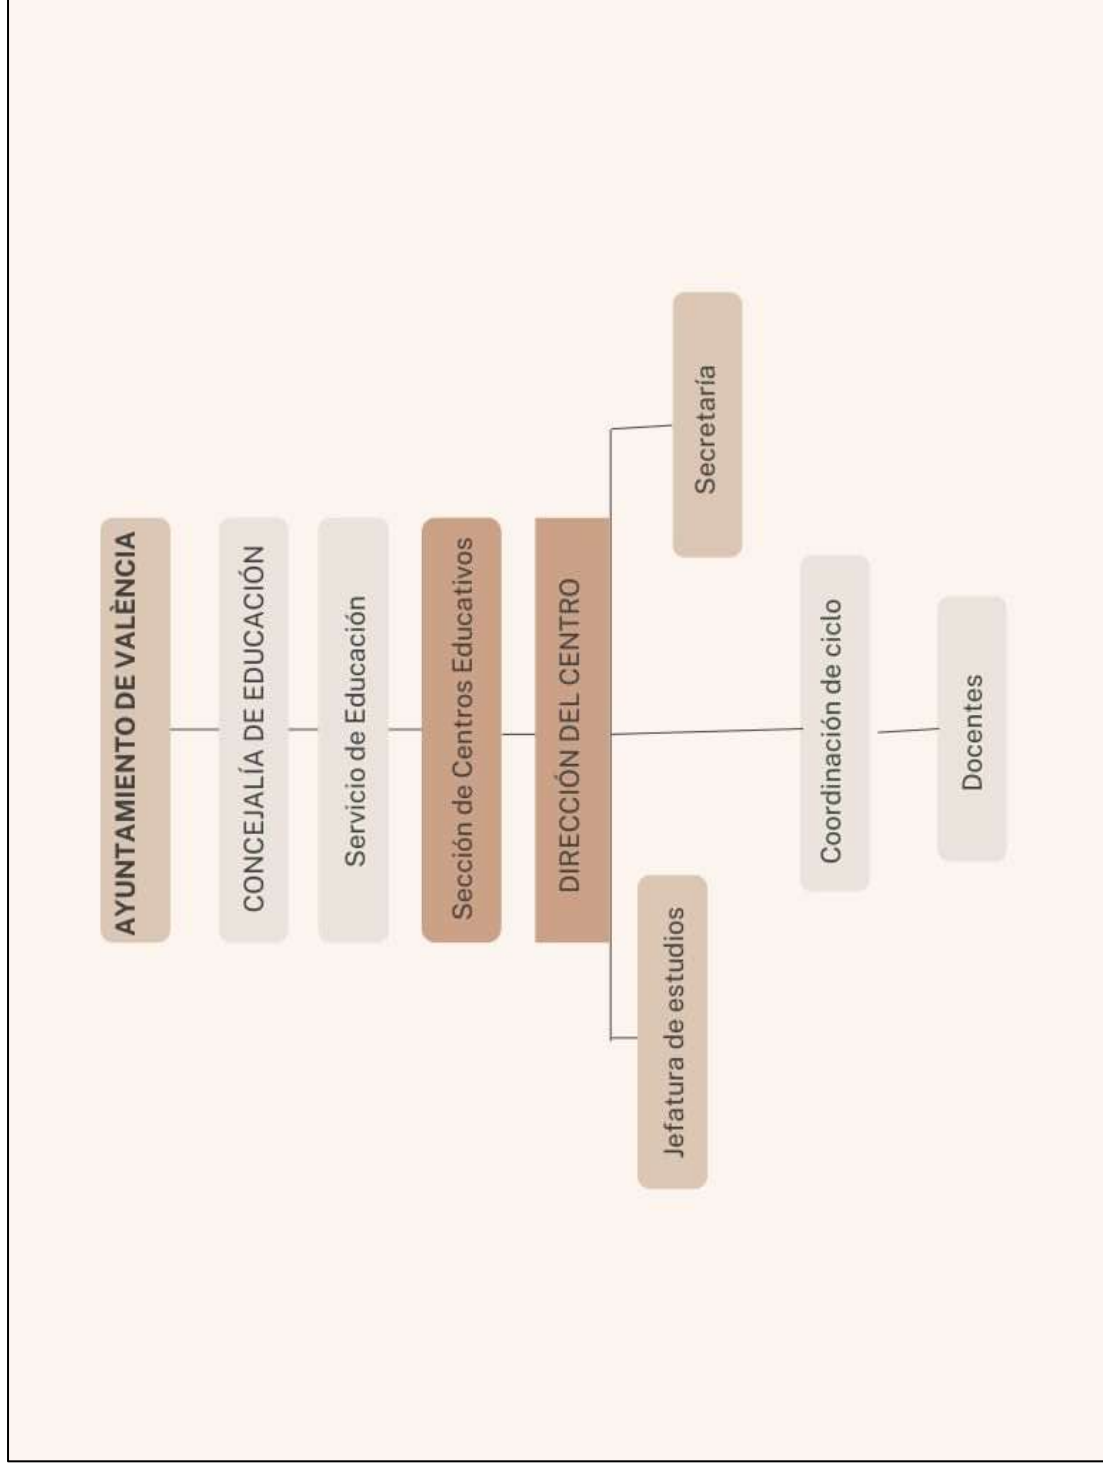 AYUNTAMIENTO DE VALÈNCIA
CONCEJALÍA DE EDUCACIÓN
Servicio de Educación
Sección de Centros Educativos
DIRECCIÓN DEL CENTRO
Jefatura de estudios
Secretaría
Coordinación de ciclo
Docentes